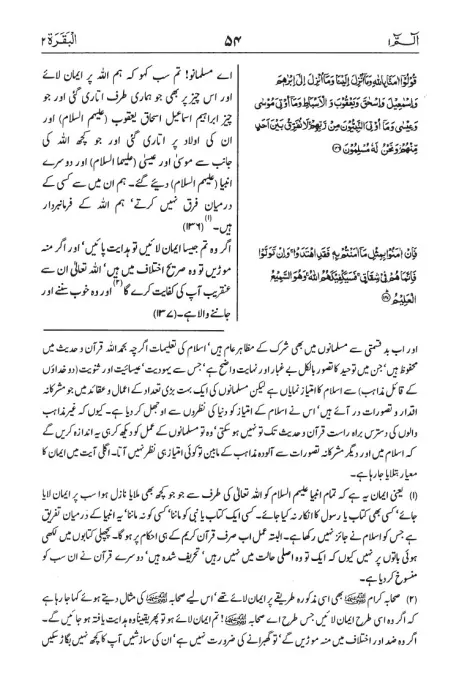 البقرة ۲
۵۴
الٓـمّٓ ۱
قُوْلُوْٓا اٰمَنَّا بِاللّٰهِ وَمَآ اُنْزِلَ اِلَيْنَا وَمَآ اُنْزِلَ اِلٰٓى اِبْرٰهٖمَ
وَاِسْمٰعِيْلَ وَاِسْحٰقَ وَيَعْقُوْبَ وَالْاَسْبَاطِ وَمَآ اُوْتِيَ مُوْسٰى
وَعِيْسٰى وَمَآ اُوْتِيَ النَّبِيُّوْنَ مِنْ رَّبِّهِمْ لَا نُفَرِّقُ بَيْنَ اَحَدٍ
مِّنْهُمْ وَنَحْنُ لَهٗ مُسْلِمُوْنَ ۝۱۳۶
فَاِنْ اٰمَنُوْا بِمِثْلِ مَآ اٰمَنْتُمْ بِهٖ فَقَدِ اهْتَدَوْا وَاِنْ تَوَلَّوْا
فَاِنَّمَا هُمْ فِيْ شِقَاقٍ فَسَيَكْفِيْكَهُمُ اللّٰهُ وَهُوَ السَّمِيْعُ
الْعَلِيْمُ ۝۱۳۷
اے مسلمانو! تم سب کہو کہ ہم اللہ پر ایمان لائے
اور اس چیز پر بھی جو ہماری طرف اتاری گئی اور جو
چیز ابراہیم اسماعیل اسحاق یعقوب (علیہم السلام) اور
ان کی اولاد پر اتاری گئی اور جو کچھ اللہ کی
جانب سے موسیٰ اور عیسیٰ (علیہما السلام) اور دوسرے
انبیا (علیہم السلام) دیئے گئے۔ ہم ان میں سے کسی کے
درمیان فرق نہیں کرتے، ہم اللہ کے فرمانبردار
ہیں۔ (۱) (۱۳۶)
اگر وہ تم جیسا ایمان لائیں تو ہدایت پائیں، اور اگر منہ
موڑیں تو وہ صریح اختلاف میں ہیں، اللہ تعالیٰ ان سے
عنقریب آپ کی کفایت کرے گا (۲) اور وہ خوب سننے اور
جاننے والا ہے۔ (۱۳۷)
اور اب بد قسمتی سے مسلمانوں میں بھی شرک کے مظاہر عام ہیں، اسلام کی تعلیمات اگرچہ بحمد اللہ قرآن و حدیث میں
محفوظ ہیں، جن میں توحید کا تصور بالکل بے غبار اور نہایت واضح ہے، جس سے یہودیت، عیسائیت اور ثنویت (دو خداؤں
کے قائل مذہب) سے اسلام کا امتیاز نمایاں ہے لیکن مسلمانوں کی ایک بہت بڑی تعداد کے اعمال و عقائد میں جو مشرکانہ
اقدار و تصورات در آئے ہیں، اس نے اسلام کے امتیاز کو دنیا کی نظروں سے اوجھل کر دیا ہے۔ کیوں کہ غیر مذاہب
والوں کی دسترس براہ راست قرآن و حدیث تک تو نہیں ہو سکتی، وہ تو مسلمانوں کے عمل کو دیکھ کر ہی یہ اندازہ کریں گے
کہ اسلام میں اور دیگر مشرکانہ تصورات سے آلودہ مذاہب کے مابین تو کوئی امتیاز ہی نظر نہیں آتا۔ اگلی آیت میں ایمان کا
معیار بتلایا جا رہا ہے۔
(۱) یعنی ایمان یہ ہے کہ تمام انبیا علیہم السلام کو اللہ تعالیٰ کی طرف سے جو جو کچھ بھی ملا یا نازل ہوا سب پر ایمان لایا
جائے، کسی بھی کتاب یا رسول کا انکار نہ کیا جائے۔ کسی ایک کتاب یا نبی کو ماننا، کسی کو نہ ماننا، یہ انبیا کے درمیان تفریق
ہے جس کو اسلام نے جائز نہیں رکھا ہے۔ البتہ عمل اب صرف قرآن کریم کے ہی احکام پر ہو گا۔ پچھلی کتابوں میں لکھی
ہوئی باتوں پر نہیں کیوں کہ ایک تو وہ اصلی حالت میں نہیں رہیں، تحریف شدہ ہیں، دوسرے قرآن نے ان سب کو
منسوخ کر دیا ہے۔
(۲) صحابہ کرام رضی اللہ عنہم بھی اسی مذکورہ طریقے پر ایمان لائے تھے، اس لیے صحابہ رضی اللہ عنہم کی مثال دیتے ہوئے کہا جا رہا ہے
کہ اگر وہ اسی طرح ایمان لائیں جس طرح اے صحابہ رضی اللہ عنہم! تم ایمان لائے ہو تو پھر یقیناً وہ ہدایت یافتہ ہو جائیں گے۔
اگر وہ ضد اور اختلاف میں منہ موڑیں گے، تو گھبرانے کی ضرورت نہیں ہے، ان کی سازشیں آپ کا کچھ نہیں بگاڑ سکیں